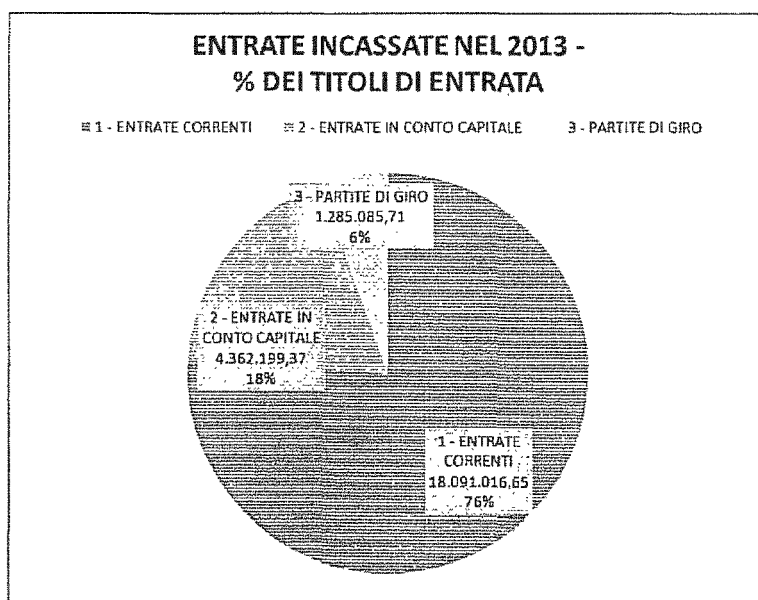 ENTRATE INCASSATE NEL 2013 -
% DEI TITOLI DI ENTRATA
1 - ENTRATE CORRENTI 2 - ENTRATE IN CONTO CAPITALE 3 - PARTITE DI GIRO
3 - PARTITE DI GIRO
1.285.085,71
6%
2 - ENTRATE IN
CONTO CAPITALE
4.362.199,37
18%
1 - ENTRATE
CORRENTI
18.091.016,65
76%